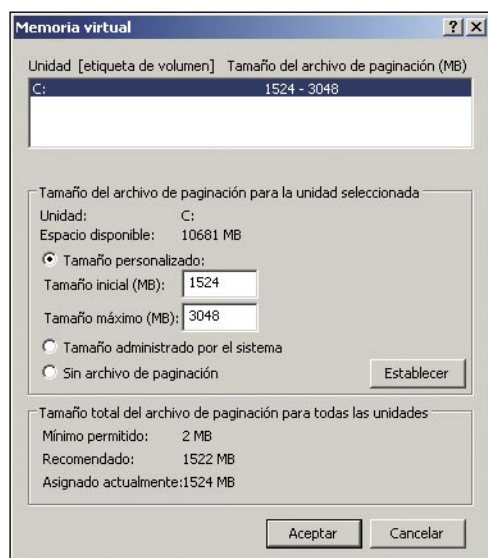 Memoria virtual
Unidad [etiqueta de volumen] Tamaño del archivo de paginación (MB)
C: 1524 - 3048
Tamaño del archivo de paginación para la unidad seleccionada
Unidad: C:
Espacio disponible: 10681 MB
Tamaño personalizado:
Tamaño inicial (MB): 1524
Tamaño máximo (MB): 3048
Tamaño administrado por el sistema
Sin archivo de paginación
Establecer
Tamaño total del archivo de paginación para todas las unidades
Mínimo permitido: 2 MB
Recomendado: 1522 MB
Asignado actualmente:1524 MB
Aceptar Cancelar